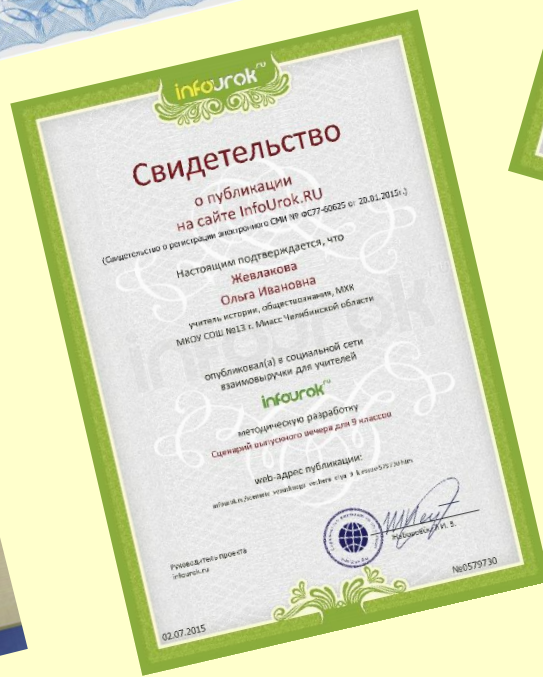 infourok.ru
Свидетельство
о публикации
на сайте InfoUrok.RU
(Свидетельство о регистрации электронного СМИ № ФС77-60625 от 20.01.2015г.)
Настоящим подтверждается, что
Жевлакова
Ольга Ивановна
учитель истории, обществознания, МХК
МКОУ СОШ №13 г. Миасс Челябинской области
опубликовал(а) в социальной сети
взаимовыручки для учителей
infourok.ru
методическую разработку
Сценарий выпускного вечера для 9 классов
web-адрес публикации:
Руководитель проекта
infourok.ru
И. В.
02.07.2015
№0579730